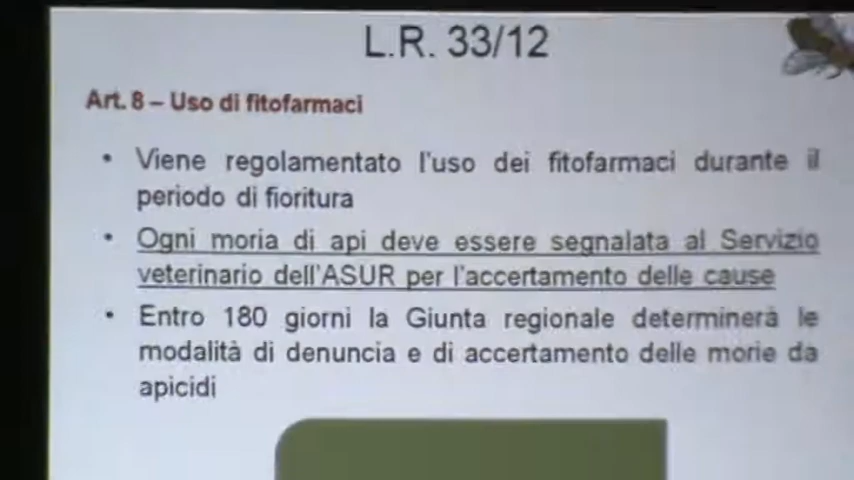 L.R. 33/12
Art. 8 – Uso di fitofarmaci
• Viene regolamentato l'uso dei fitofarmaci durante il
periodo di fioritura
• Ogni moria di api deve essere segnalata al Servizio
veterinario dell'ASUR per l'accertamento delle cause
• Entro 180 giorni la Giunta regionale determinerà le
modalità di denuncia e di accertamento delle morie da
apicidi